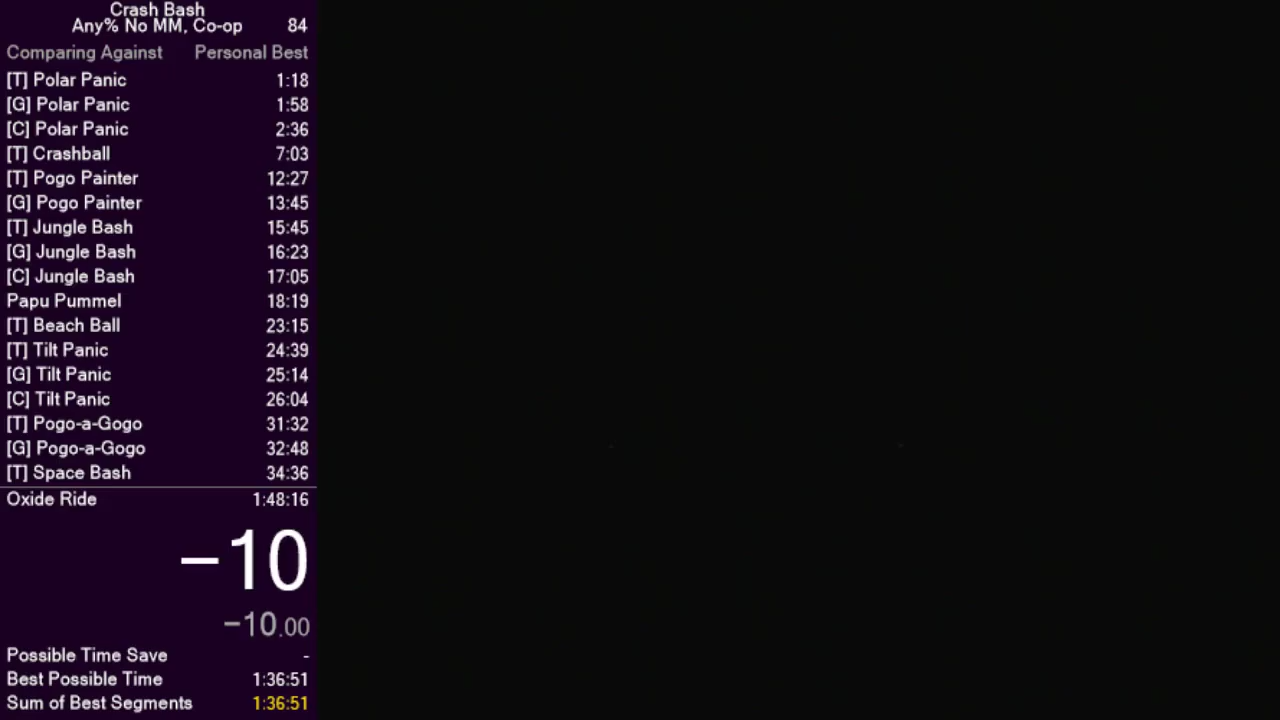 Crash Bash
Any% No MM, Co-op 84
Comparing Against Personal Best
[T] Polar Panic 1:18
[G] Polar Panic 1:58
[C] Polar Panic 2:36
[T] Crashball 7:03
[T] Pogo Painter 12:27
[G] Pogo Painter 13:45
[T] Jungle Bash 15:45
[G] Jungle Bash 16:23
[C] Jungle Bash 17:05
Papu Pummel 18:19
[T] Beach Ball 23:15
[T] Tilt Panic 24:39
[G] Tilt Panic 25:14
[C] Tilt Panic 26:04
[T] Pogo-a-Gogo 31:32
[G] Pogo-a-Gogo 32:48
[T] Space Bash 34:36
Oxide Ride 1:48:16
−10
−10.00
Possible Time Save -
Best Possible Time 1:36:51
Sum of Best Segments 1:36:51